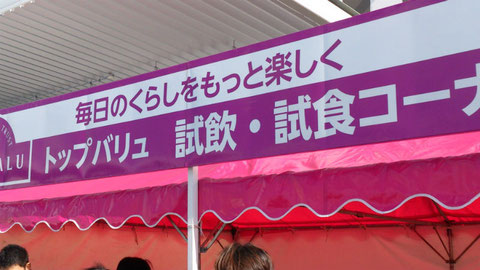 毎日のくらしをもっと楽しく
ALU トップバリュ 試飲・試食コーナ